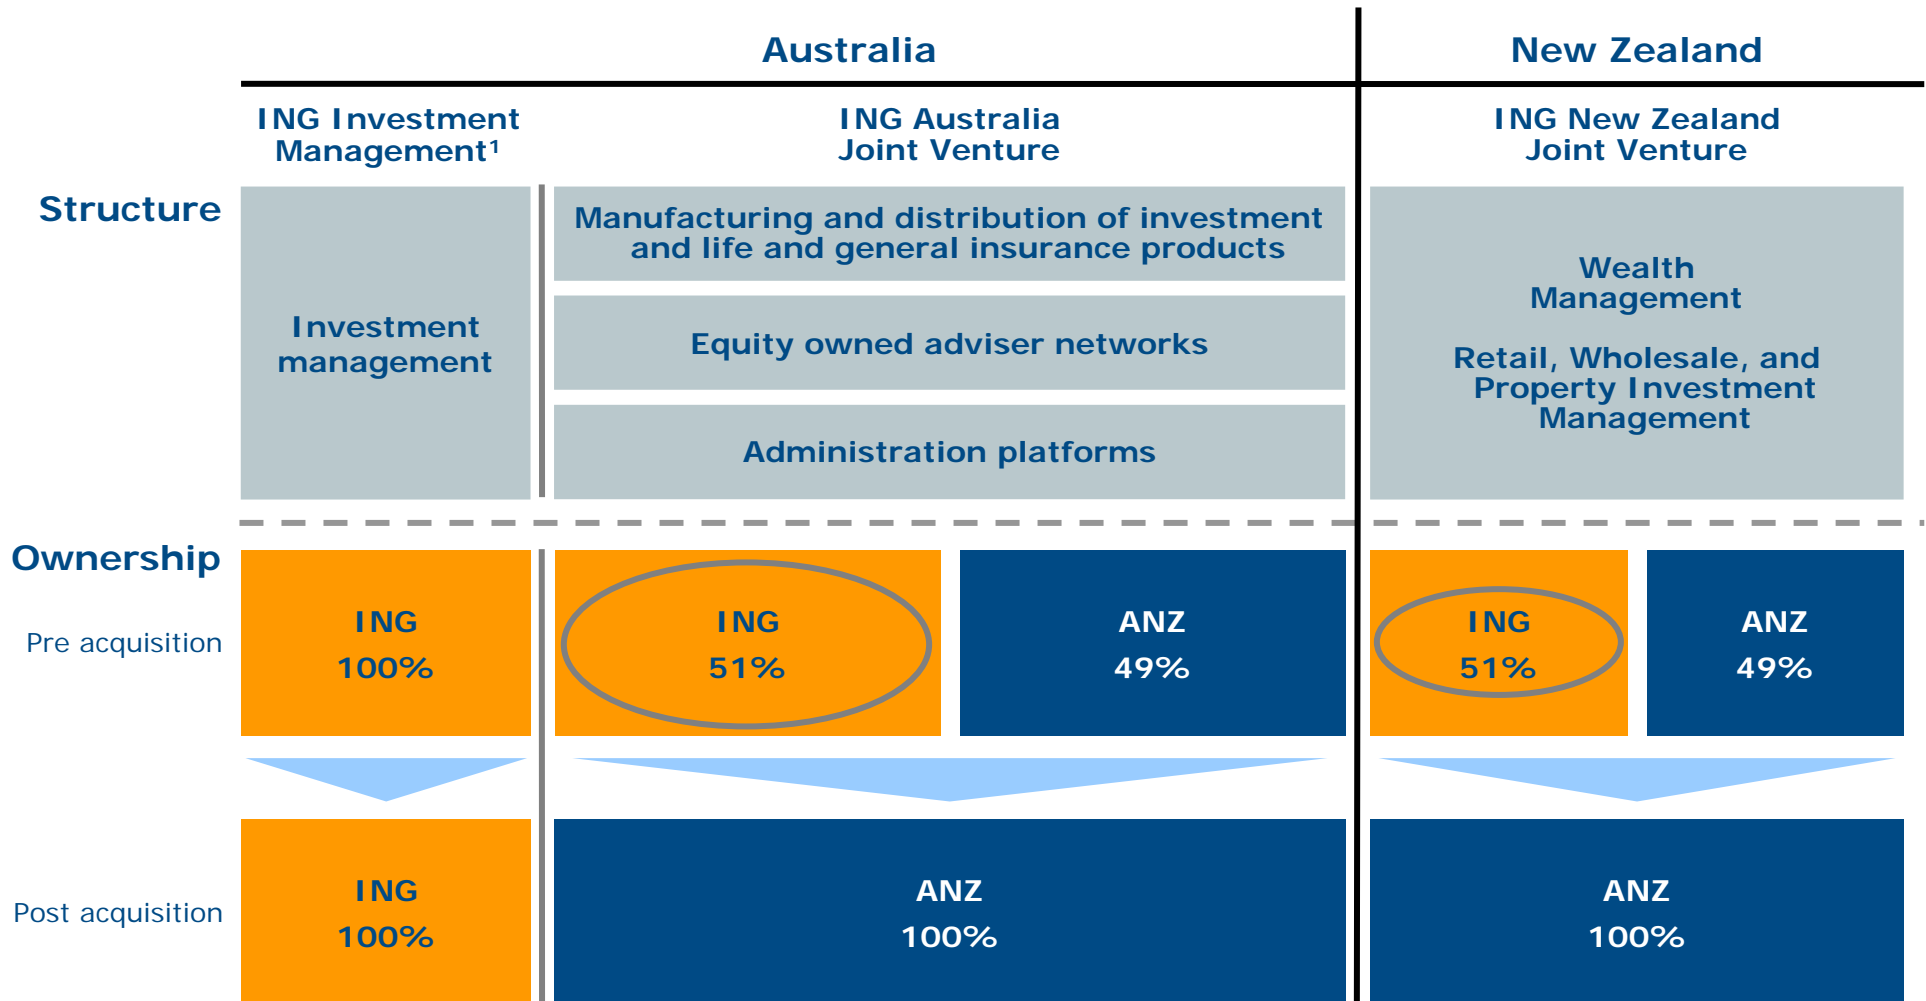 Australia
New Zealand
ING Investment
Management¹
ING Australia
Joint Venture
ING New Zealand
Joint Venture
Structure
Investment
management
Manufacturing and distribution of investment
and life and general insurance products
Equity owned adviser networks
Administration platforms
Wealth
Management
Retail, Wholesale, and
Property Investment
Management
Ownership
Pre acquisition
ING
100%
ING
51%
ANZ
49%
ING
51%
ANZ
49%
Post acquisition
ING
100%
ANZ
100%
ANZ
100%